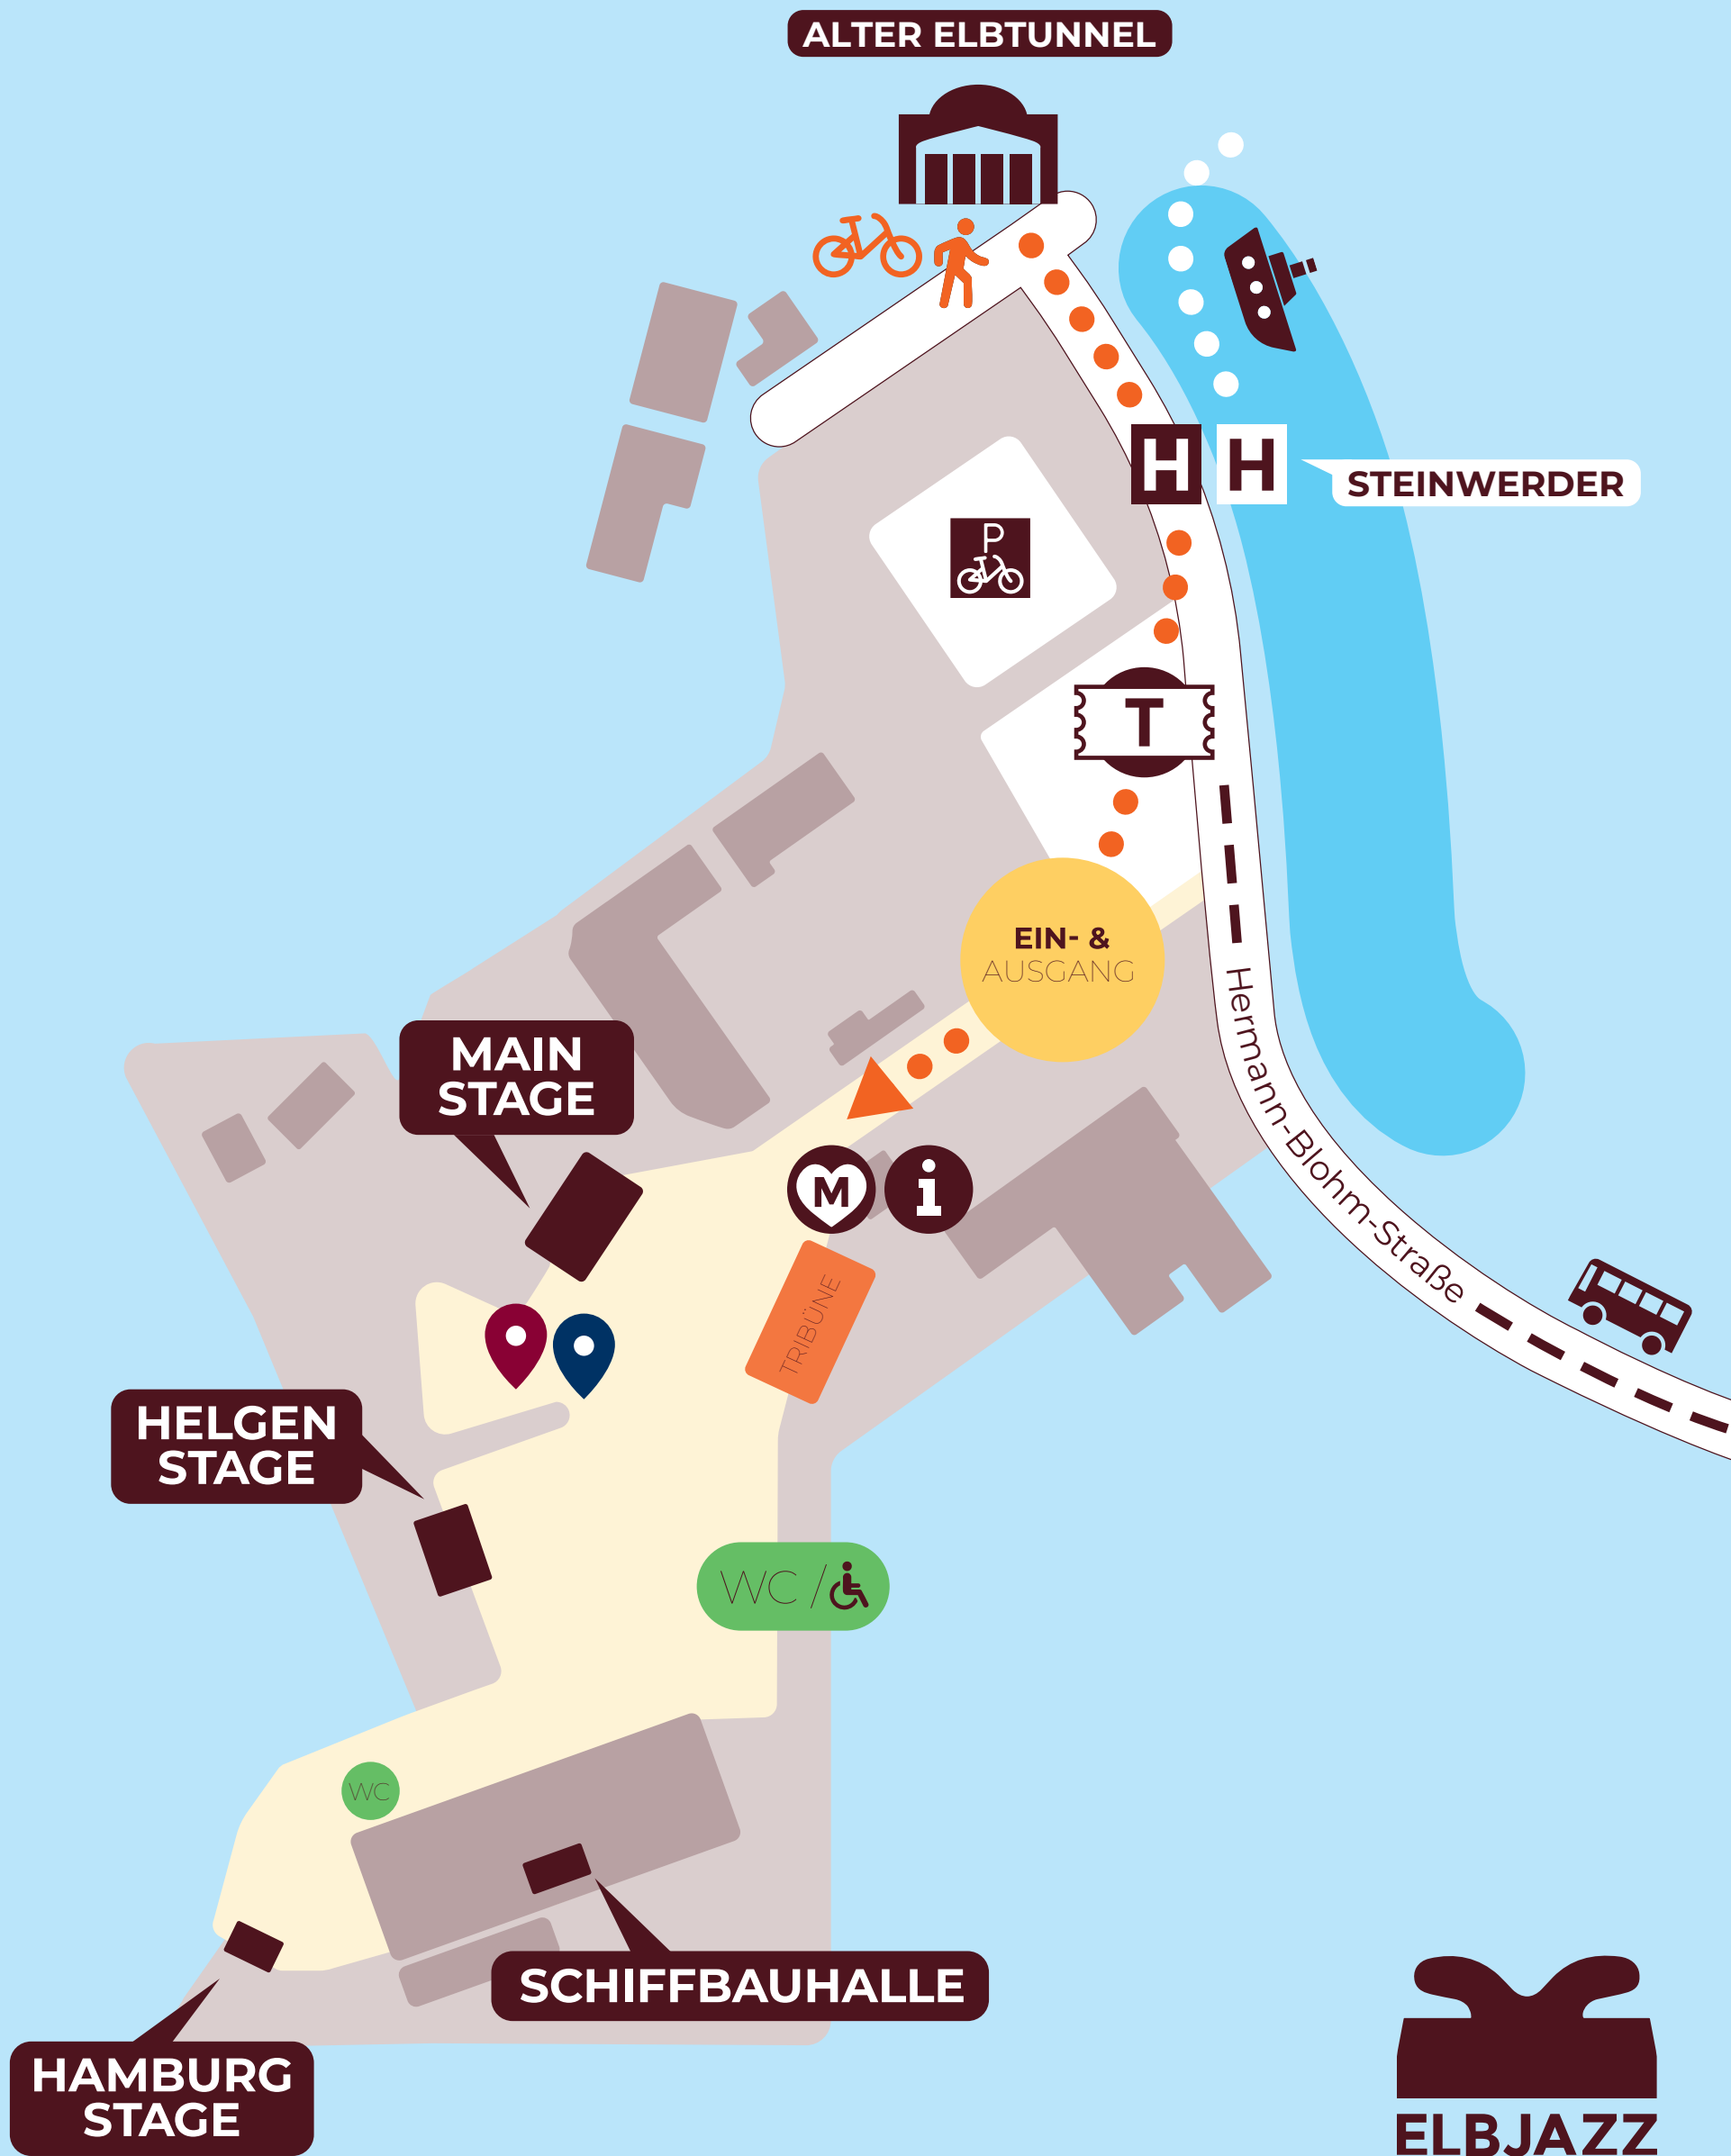 ALTER ELBTUNNEL
H H
STEINWERDER
P
T
EIN- &
AUSGANG
Hermann-Blohm-Straße
MAIN
STAGE
M i
TRIBÜNE
HELGEN
STAGE
WC /
WC
SCHIFFBAUHALLE
HAMBURG
STAGE
ELBJAZZ